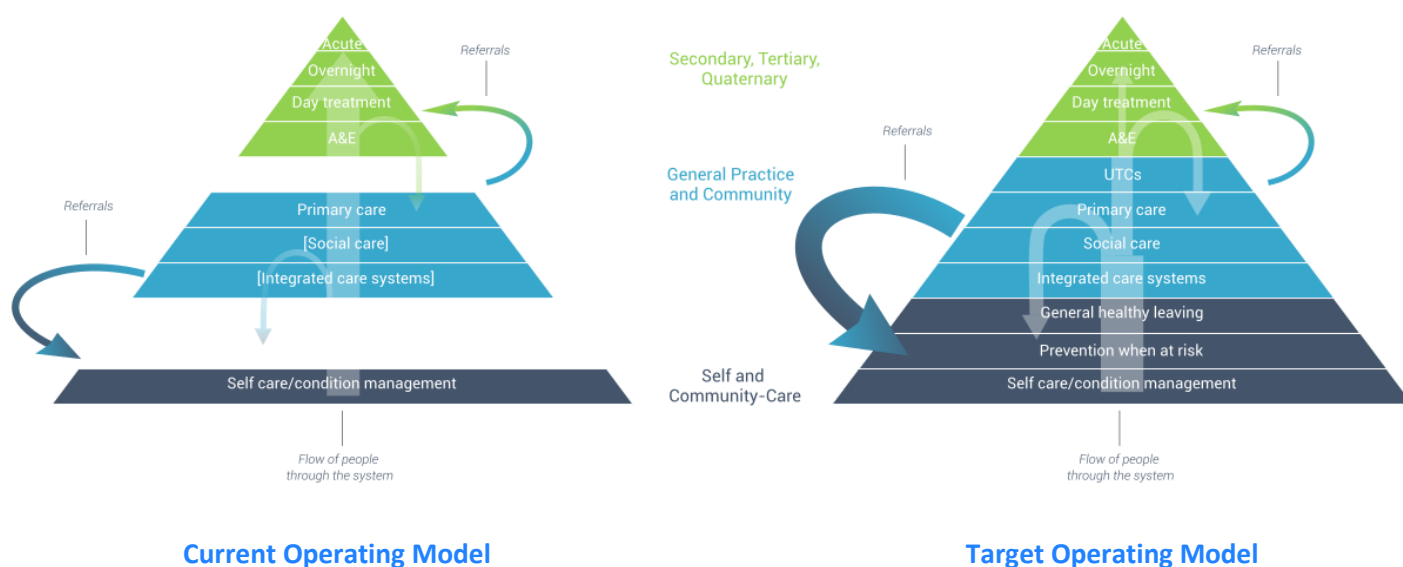 Acute
Overnight
Day treatment
A&E
Referrals
Primary care
[Social care]
[Integrated care systems]
Referrals
Self care/condition management
Flow of people
through the system
Current Operating Model
Secondary, Tertiary,
Quaternary
General Practice
and Community
Self and
Community-Care
Acute
Overnight
Day treatment
A&E
Referrals
Referrals
UTCs
Primary care
Social care
Integrated care systems
General healthy leaving
Prevention when at risk
Self care/condition management
Flow of people
through the system
Target Operating Model